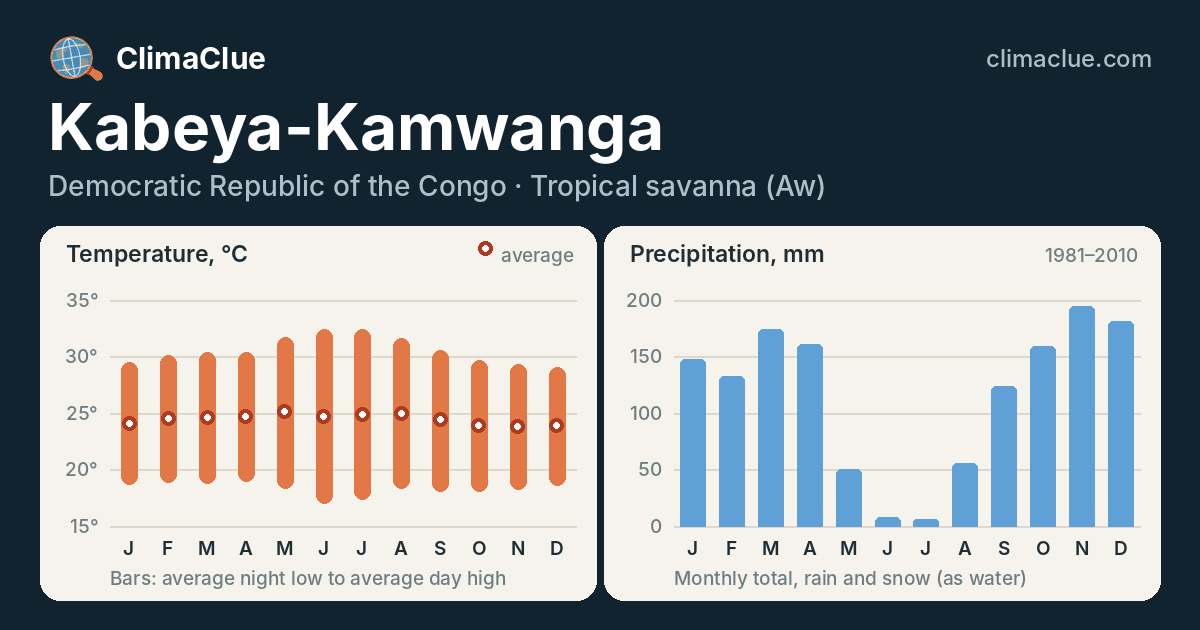 ClimaClue
climaclue.com
Kabeya-Kamwanga
Democratic Republic of the Congo · Tropical savanna (Aw)
Temperature, °C
average
35°
30°
25°
20°
15°
J F M A M J J A S O N D
Bars: average night low to average day high
Precipitation, mm
1981–2010
200
150
100
50
0
J F M A M J J A S O N D
Monthly total, rain and snow (as water)